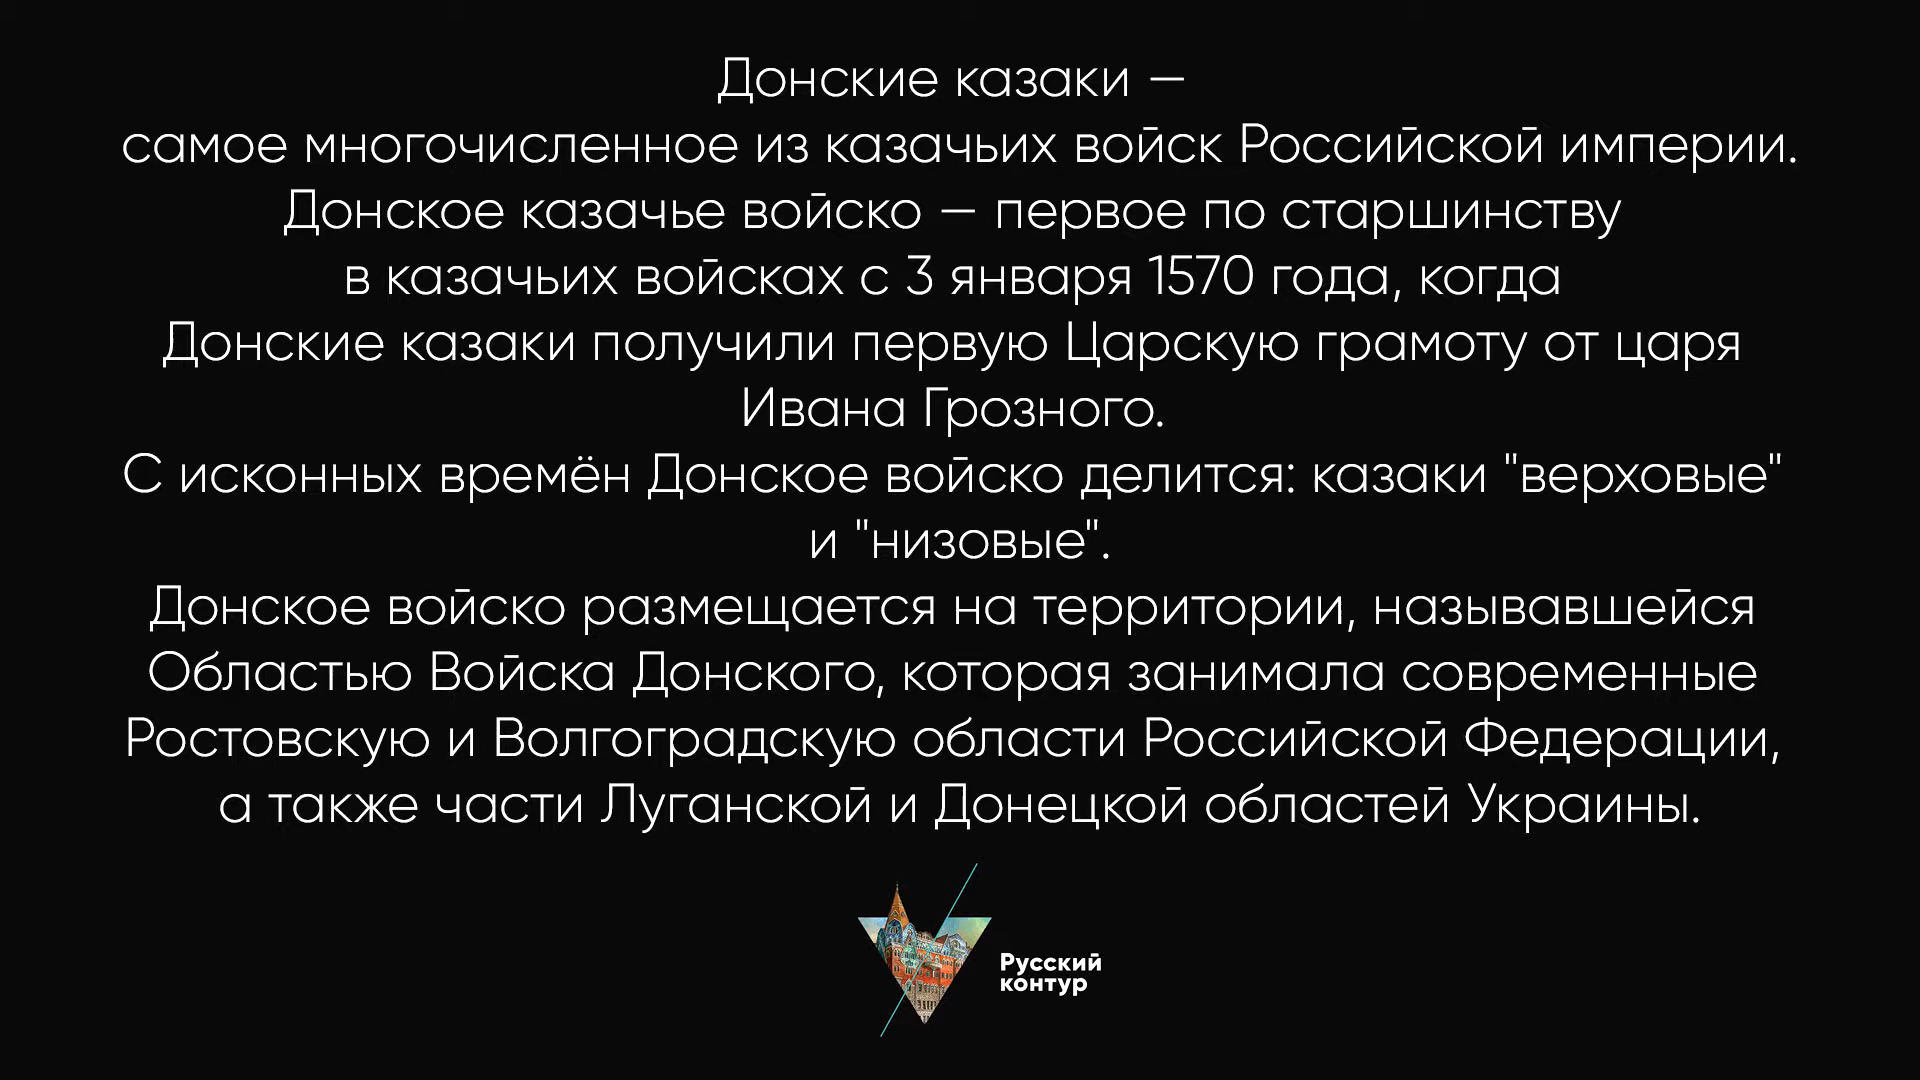 Донские казаки —
самое многочисленное из казачьих войск Российской империи.
Донское казачье войско — первое по старшинству
в казачьих войсках с 3 января 1570 года, когда
Донские казаки получили первую Царскую грамоту от царя
Ивана Грозного.
С исконных времён Донское войско делится: казаки "верховые"
и "низовые".
Донское войско размещается на территории, называвшейся
Областью Войска Донского, которая занимала современные
Ростовскую и Волгоградскую области Российской Федерации,
а также части Луганской и Донецкой областей Украины.
Русский
контур